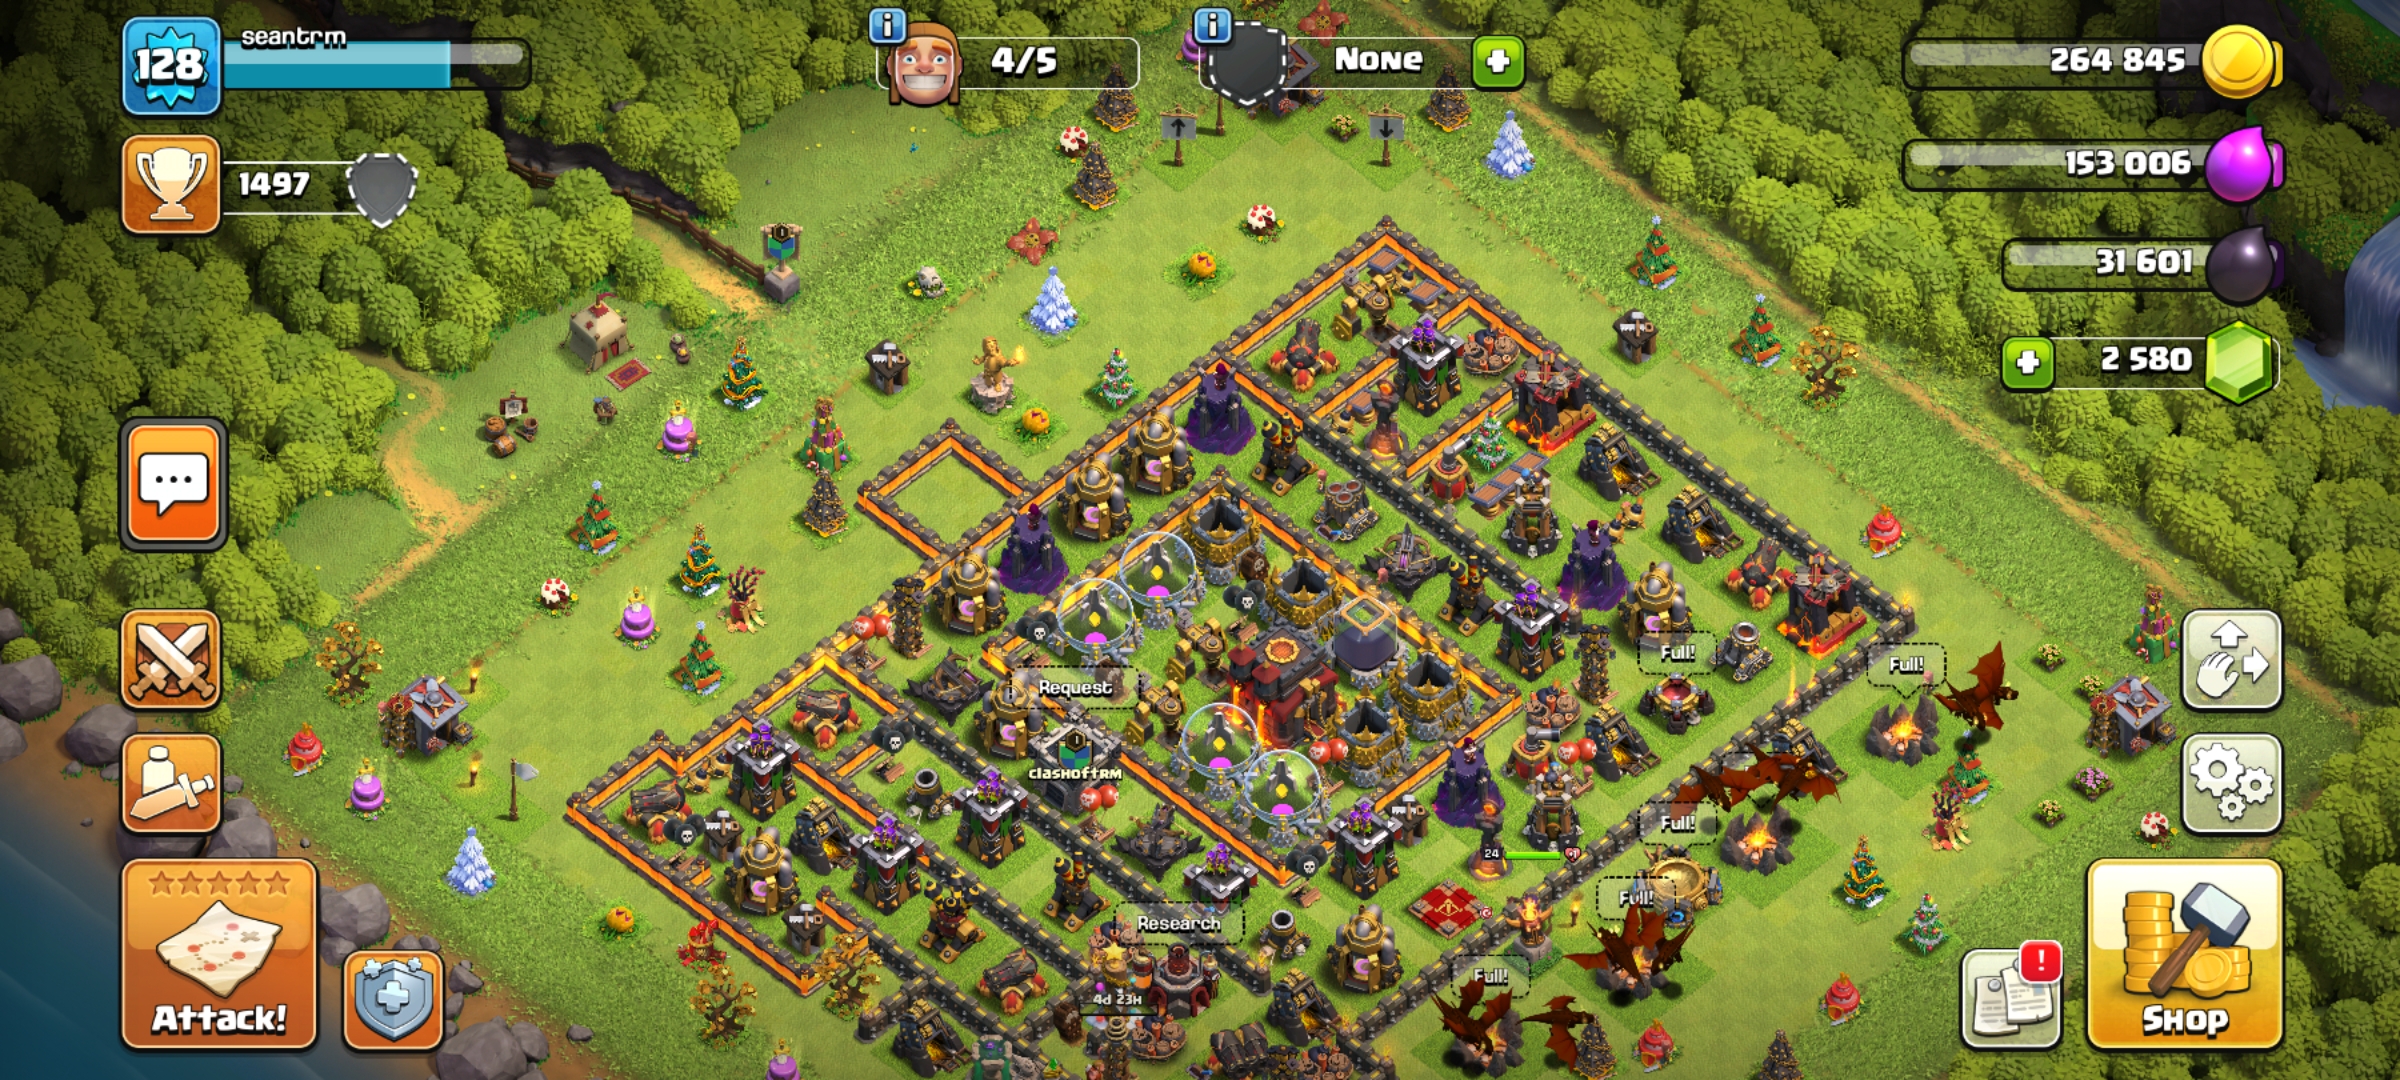 128
seantrm
4/5
None
264 845
1497
153 006
31 601
2 580
Full!
Full!
Request
clashoftRM
Full!
24
+1
Full!
Research
Full!
4d 23H
Attack!
Shop